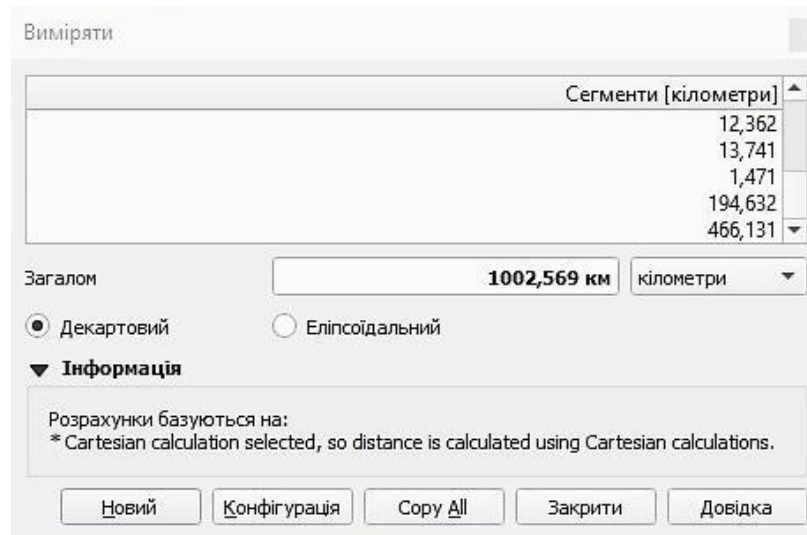 Виміряти
Сегменти [кілометри]
12,362
13,741
1,471
194,632
466,131
Загалом 1002,569 км кілометри
Декартовий Еліпсоїдальний
Інформація
Розрахунки базуються на:
* Cartesian calculation selected, so distance is calculated using Cartesian calculations.
Новий Конфігурація Copy All Закрити Довідка